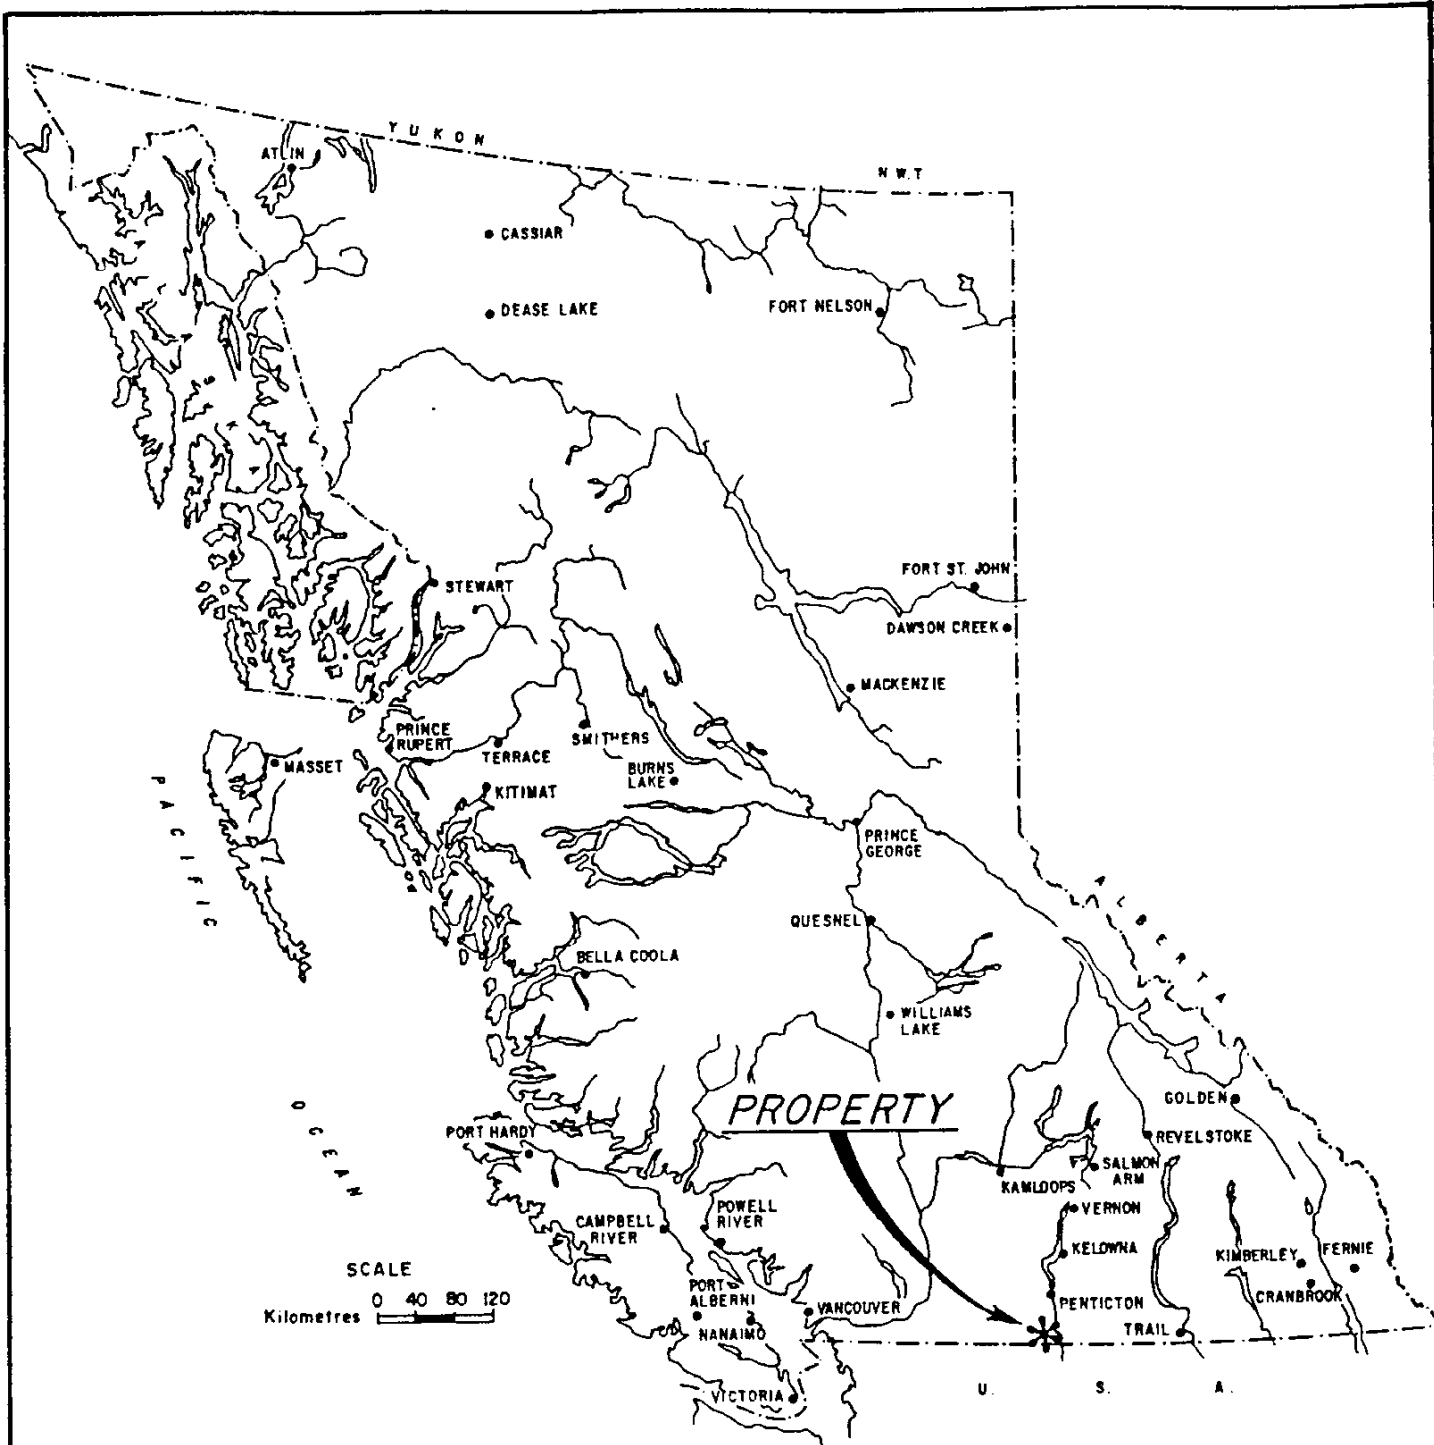 YUKON
N.W.T
ATLIN
CASSIAR
DEASE LAKE
FORT NELSON
ALASKA
STEWART
FORT ST. JOHN
DAWSON CREEK
MACKENZIE
PRINCE
RUPERT
TERRACE
SMITHERS
MASSET
BURNS
LAKE
KITIMAT
PRINCE
GEORGE
PACIFIC
ALBERTA
QUESNEL
BELLA COOLA
WILLIAMS
LAKE
OCEAN
PROPERTY
GOLDEN
PORT HARDY
REVELSTOKE
SALMON
ARM
KAMLOOPS
VERNON
CAMPBELL
RIVER
POWELL
RIVER
KELOWNA
KIMBERLEY
FERNIE
SCALE
Kilometres 0 40 80 120
PORT
ALBERNI
CRANBROOK
VANCOUVER
PENTICTON
NANAIMO
TRAIL
VICTORIA
U. S. A.